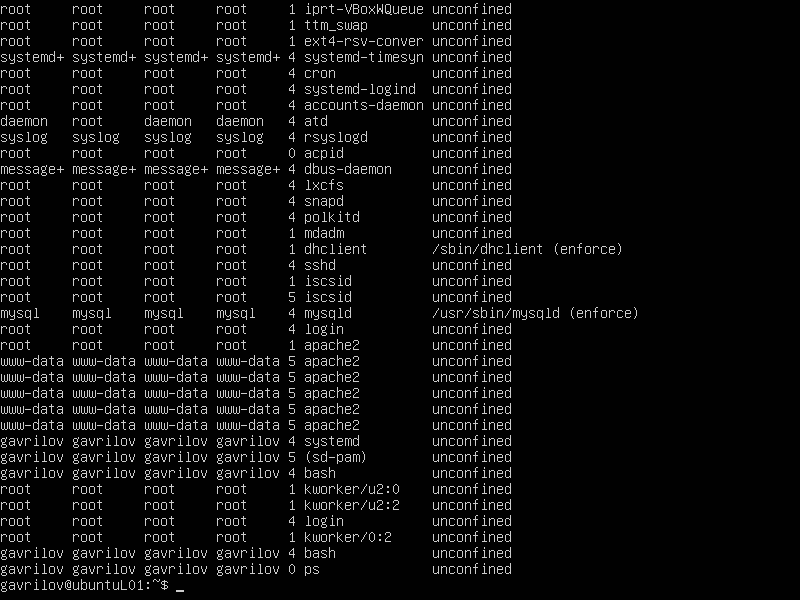 root     root     root     root     1 iprt-VBoxWQueue unconfined
root     root     root     root     1 ttm_swap        unconfined
root     root     root     root     1 ext4-rsv-conver unconfined
systemd+ systemd+ systemd+ systemd+ 4 systemd-timesyn unconfined
root     root     root     root     4 cron            unconfined
root     root     root     root     4 systemd-logind  unconfined
root     root     root     root     4 accounts-daemon unconfined
daemon   root     daemon   daemon   4 atd             unconfined
syslog   syslog   syslog   syslog   4 rsyslogd        unconfined
root     root     root     root     0 acpid           unconfined
message+ message+ message+ message+ 4 dbus-daemon     unconfined
root     root     root     root     4 lxcfs           unconfined
root     root     root     root     4 snapd           unconfined
root     root     root     root     4 polkitd         unconfined
root     root     root     root     1 mdadm           unconfined
root     root     root     root     1 dhclient        /sbin/dhclient (enforce)
root     root     root     root     4 sshd            unconfined
root     root     root     root     1 iscsid          unconfined
root     root     root     root     5 iscsid          unconfined
mysql    mysql    mysql    mysql    4 mysqld          /usr/sbin/mysqld (enforce)
root     root     root     root     4 login           unconfined
root     root     root     root     1 apache2         unconfined
www-data www-data www-data www-data 5 apache2         unconfined
www-data www-data www-data www-data 5 apache2         unconfined
www-data www-data www-data www-data 5 apache2         unconfined
www-data www-data www-data www-data 5 apache2         unconfined
www-data www-data www-data www-data 5 apache2         unconfined
gavrilov gavrilov gavrilov gavrilov 4 systemd         unconfined
gavrilov gavrilov gavrilov gavrilov 5 (sd-pam)        unconfined
gavrilov gavrilov gavrilov gavrilov 4 bash            unconfined
root     root     root     root     1 kworker/u2:0    unconfined
root     root     root     root     1 kworker/u2:2    unconfined
root     root     root     root     4 login           unconfined
root     root     root     root     1 kworker/0:2     unconfined
gavrilov gavrilov gavrilov gavrilov 4 bash            unconfined
gavrilov gavrilov gavrilov gavrilov 0 ps              unconfined
gavrilov@ubuntuL01:~$ _